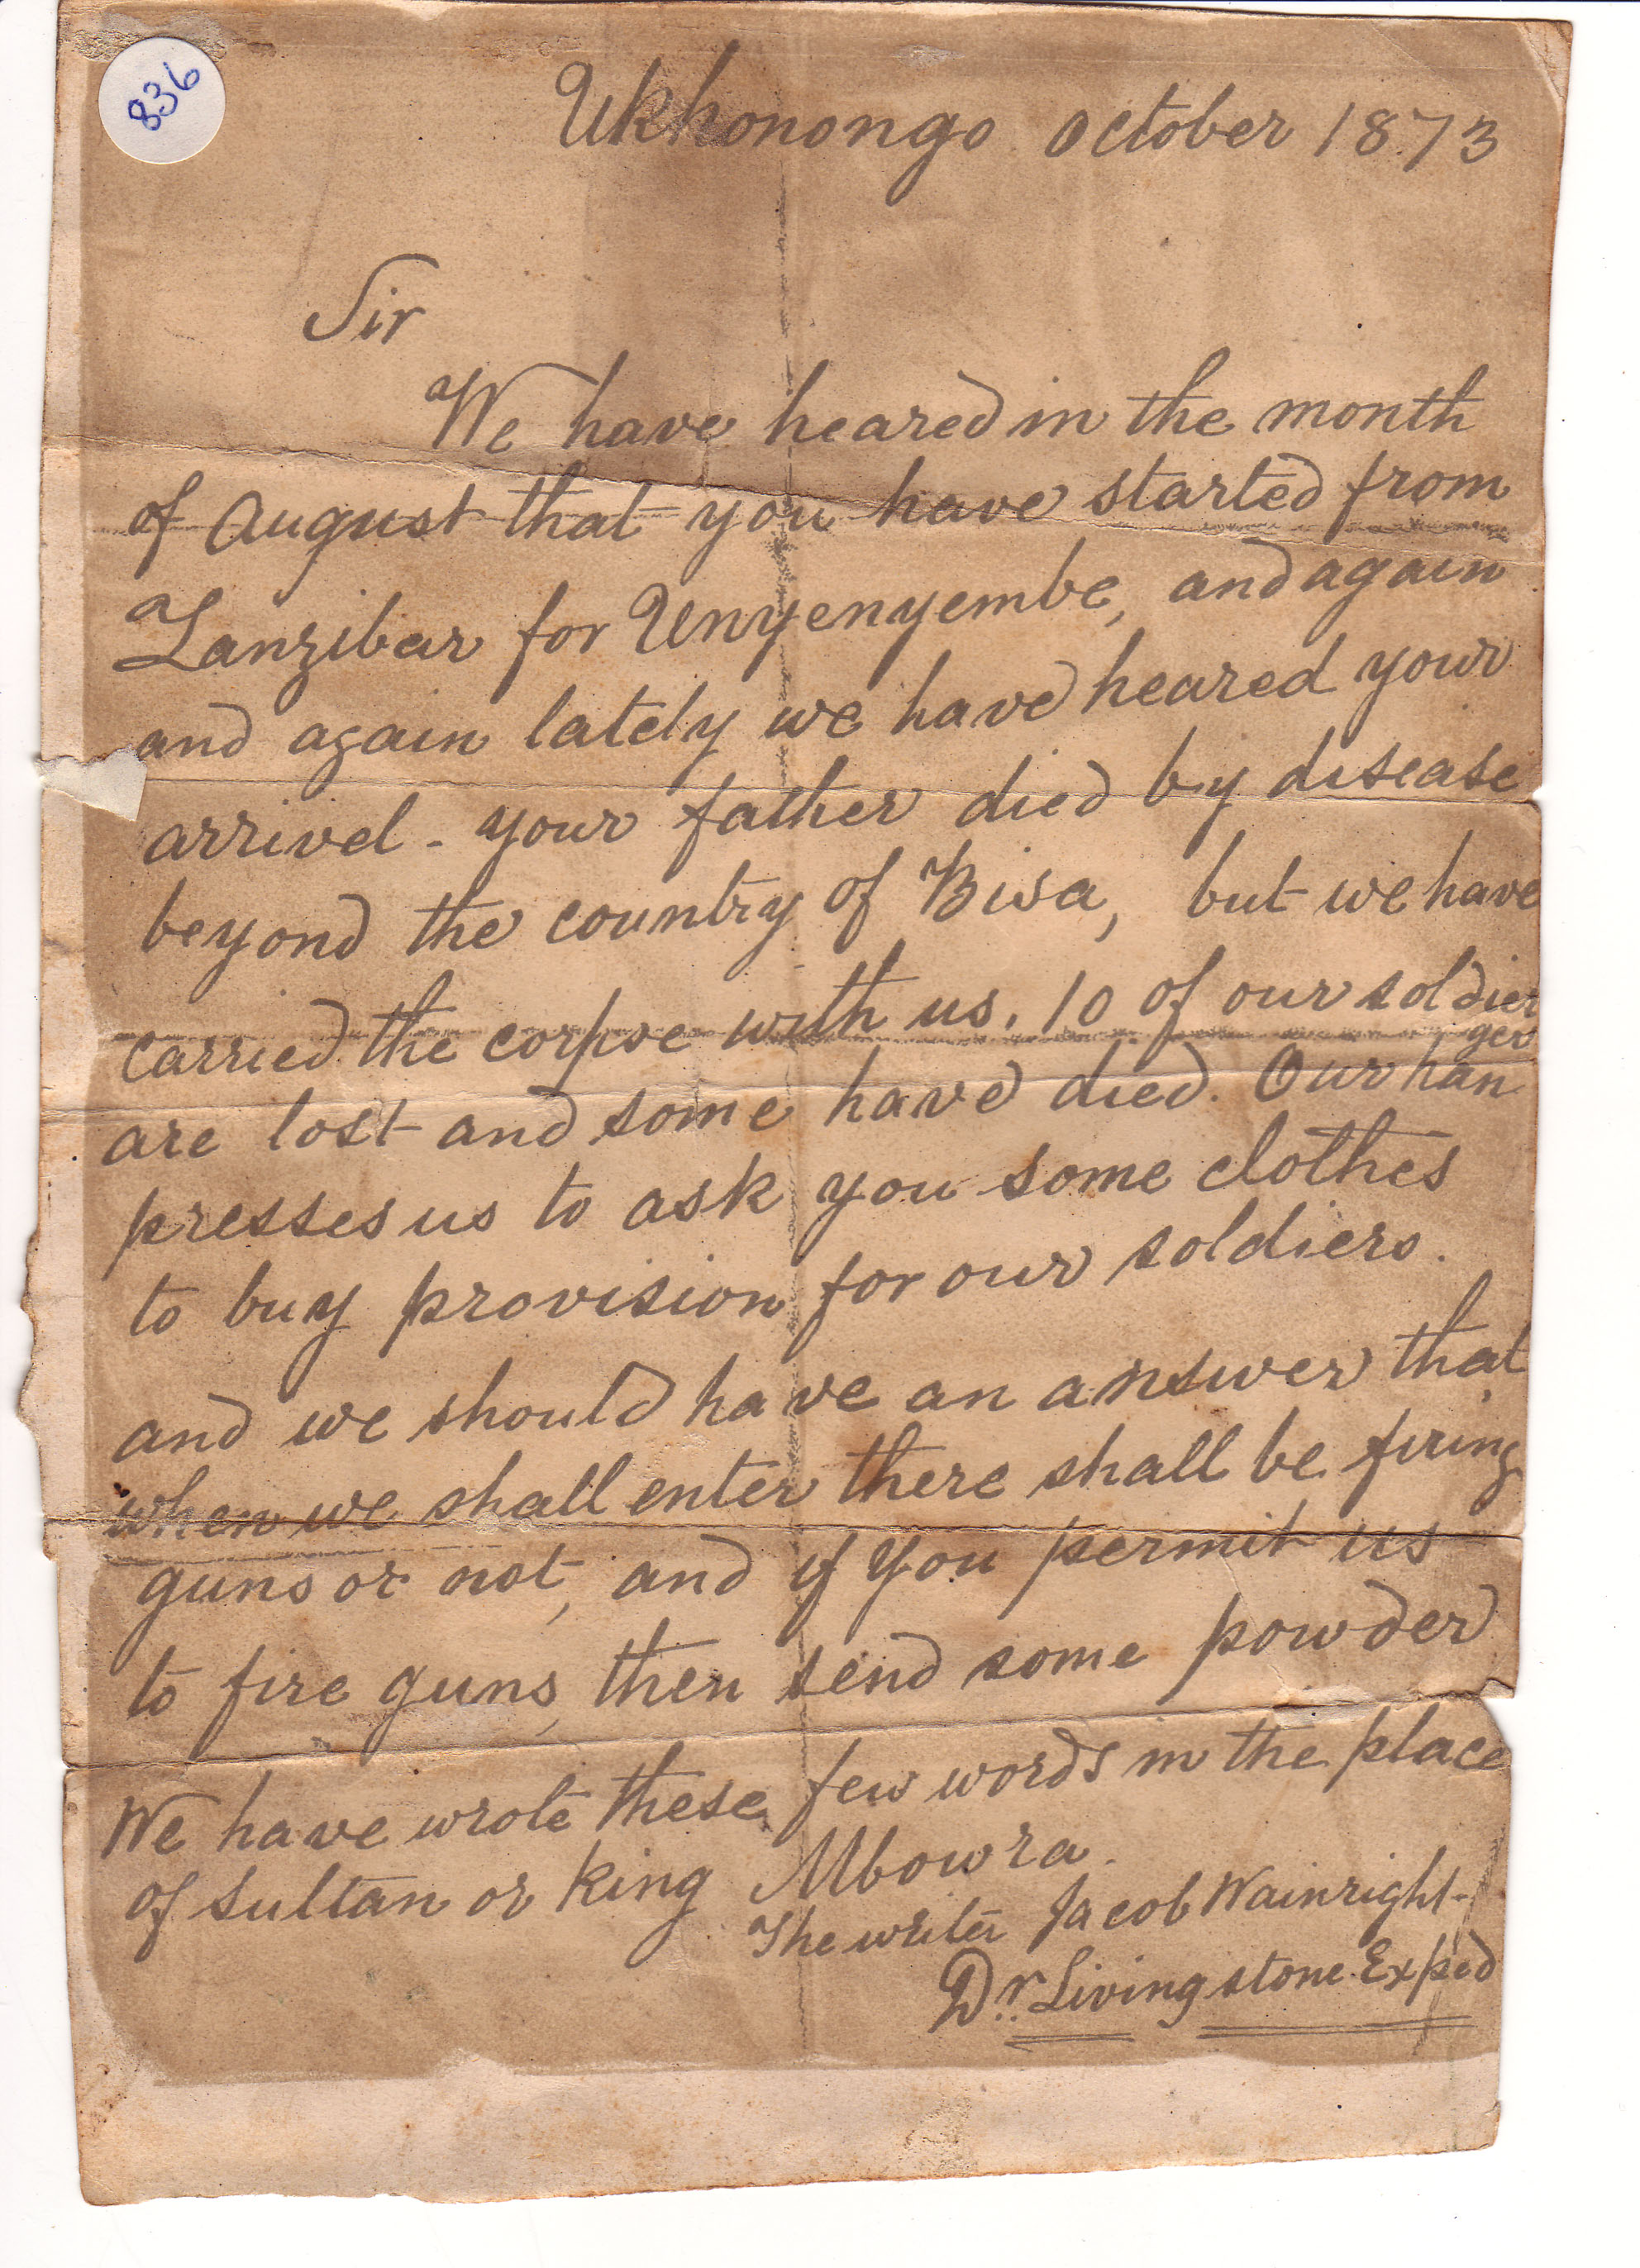 836
Ukhonongo October 1873
Sir
We have heared in the month
of August that you have started from
Zanzibar for Unyenyembe, and again
and again lately we have heared your
arrivel - your father died by disease
beyond the country of Bisa, but we have
carried the corpse with us, 10 of our soldier
are lost and some have died. Our han
ges
presses us to ask you some clothes
to buy provision for our soldiers.
and we should have an answer that
when we shall enter there shall be firing
guns or not, and if you permit us
to fire guns, then send some powder
We have wrote these few words in the place
of sultan or king Mbowra.
The writer Jacob Wainright
Dr. Livingstone Exped